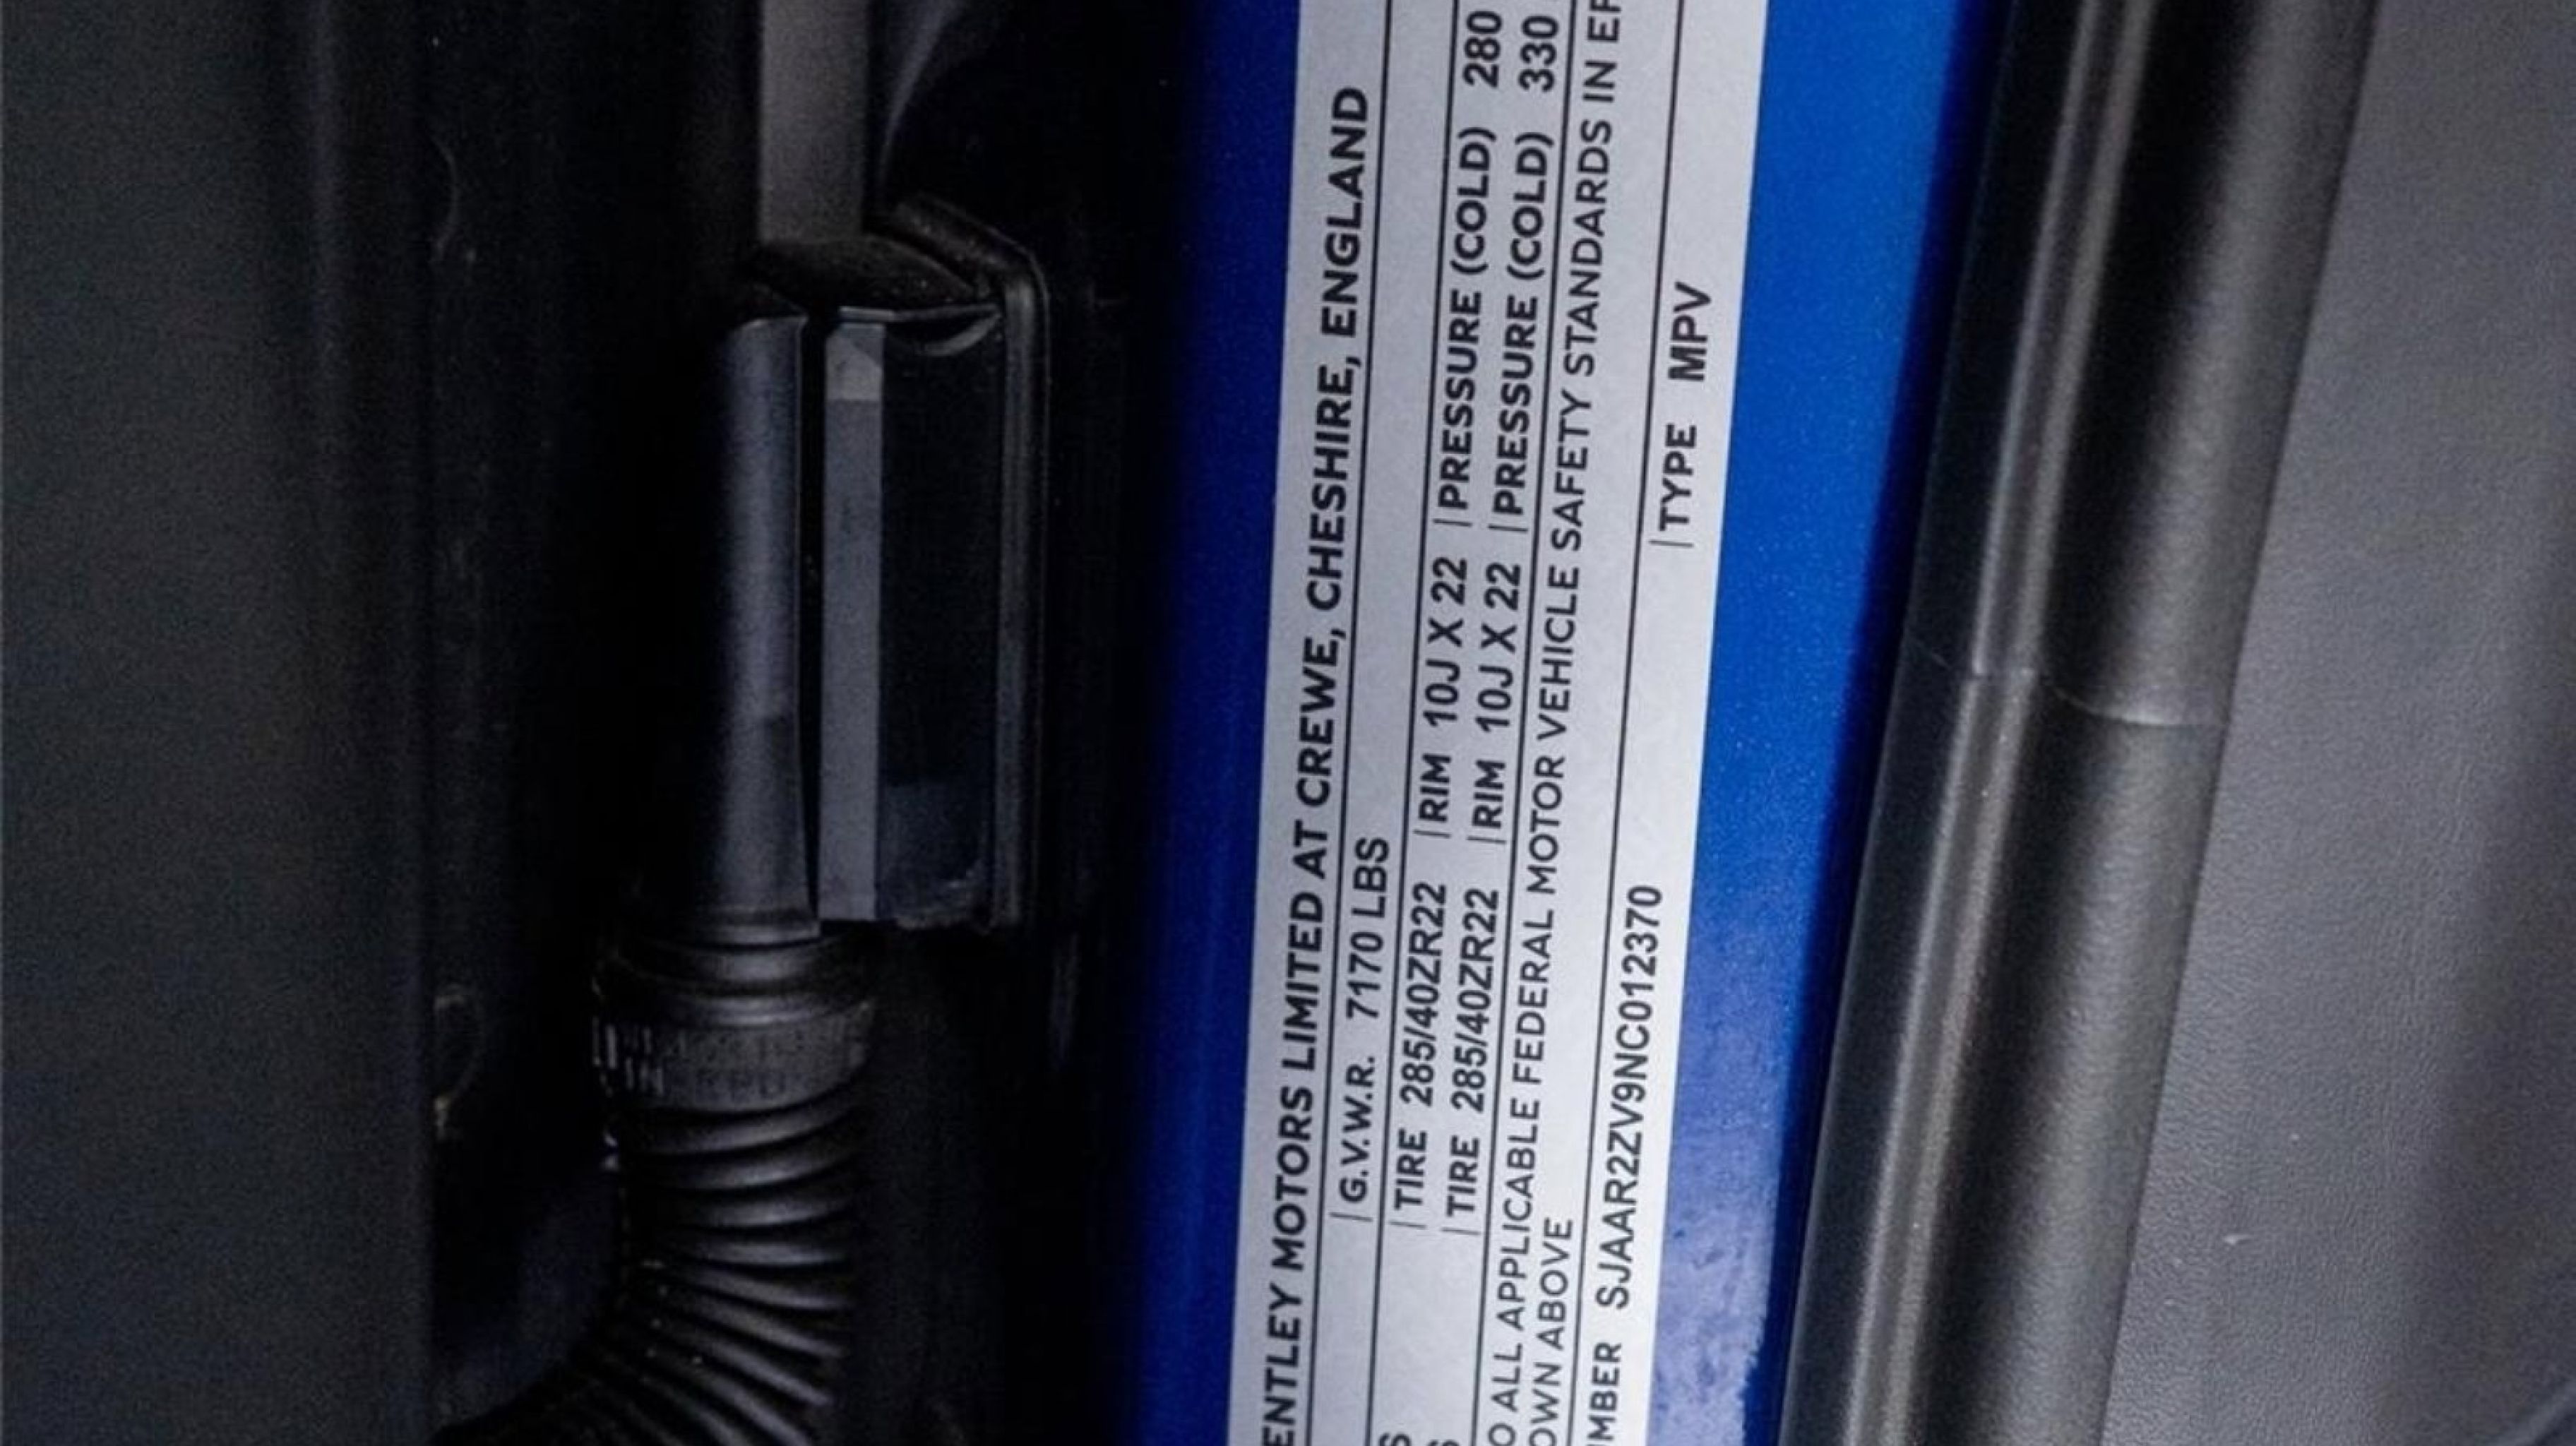 ENTLEY MOTORS LIMITED AT CREWE, CHESHIRE, ENGLAND
G.V.W.R. 7170 LBS
S TIRE 285/40ZR22 RIM 10J X 22 PRESSURE (COLD) 280
S TIRE 285/40ZR22 RIM 10J X 22 PRESSURE (COLD) 330
O ALL APPLICABLE FEDERAL MOTOR VEHICLE SAFETY STANDARDS IN EF
OWN ABOVE
MBER SJAAR2ZV9NC012370 TYPE MPV